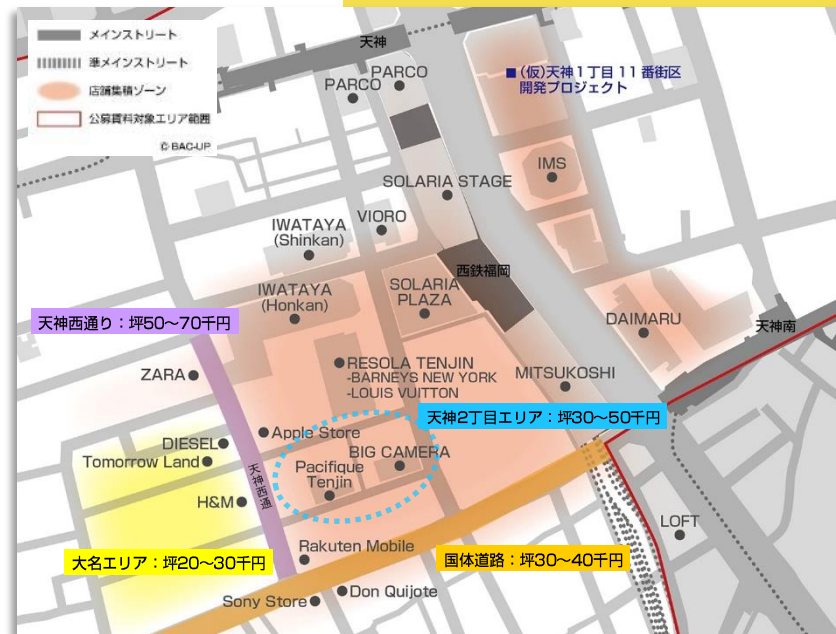 メインストリート
準メインストリート
店舗集積ゾーン
公募賃料対象エリア範囲
© BAC-UP
天神
PARCO
PARCO
■(仮)天神1丁目11番街区
開発プロジェクト
IMS
SOLARIA STAGE
VIORO
IWATAYA
(Shinkan)
西鉄福岡
SOLARIA
PLAZA
IWATAYA
(Honkan)
DAIMARU
天神南
天神西通り：坪50～70千円
ZARA
RESOLA TENJIN
-BARNEYS NEW YORK
-LOUIS VUITTON
MITSUKOSHI
天神2丁目エリア：坪30～50千円
Apple Store
DIESEL
Tomorrow Land
BIG CAMERA
Pacifique
Tenjin
天神西通
H&M
LOFT
大名エリア：坪20～30千円
Rakuten Mobile
国体道路：坪30～40千円
Don Quijote
Sony Store